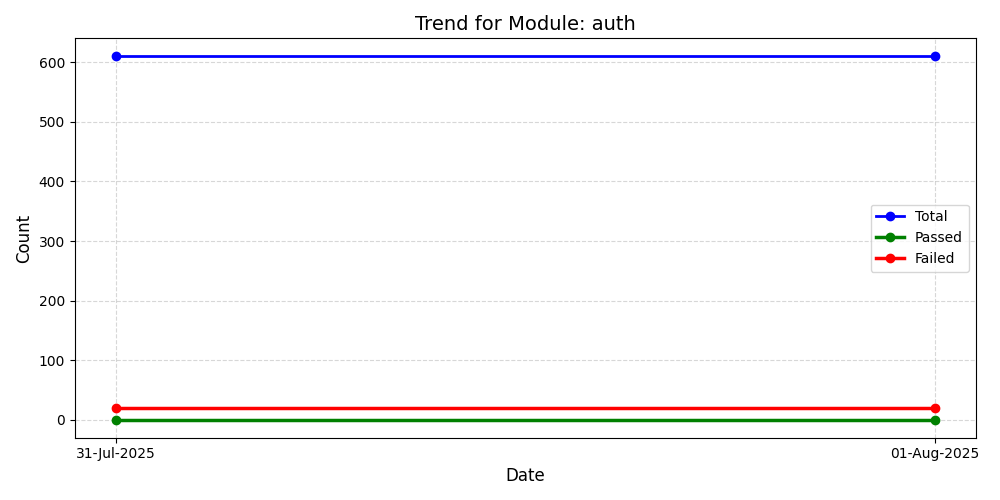 Trend for Module: auth
600
500
400
300
200
100
0
Count
Total
Passed
Failed
31-Jul-2025
01-Aug-2025
Date